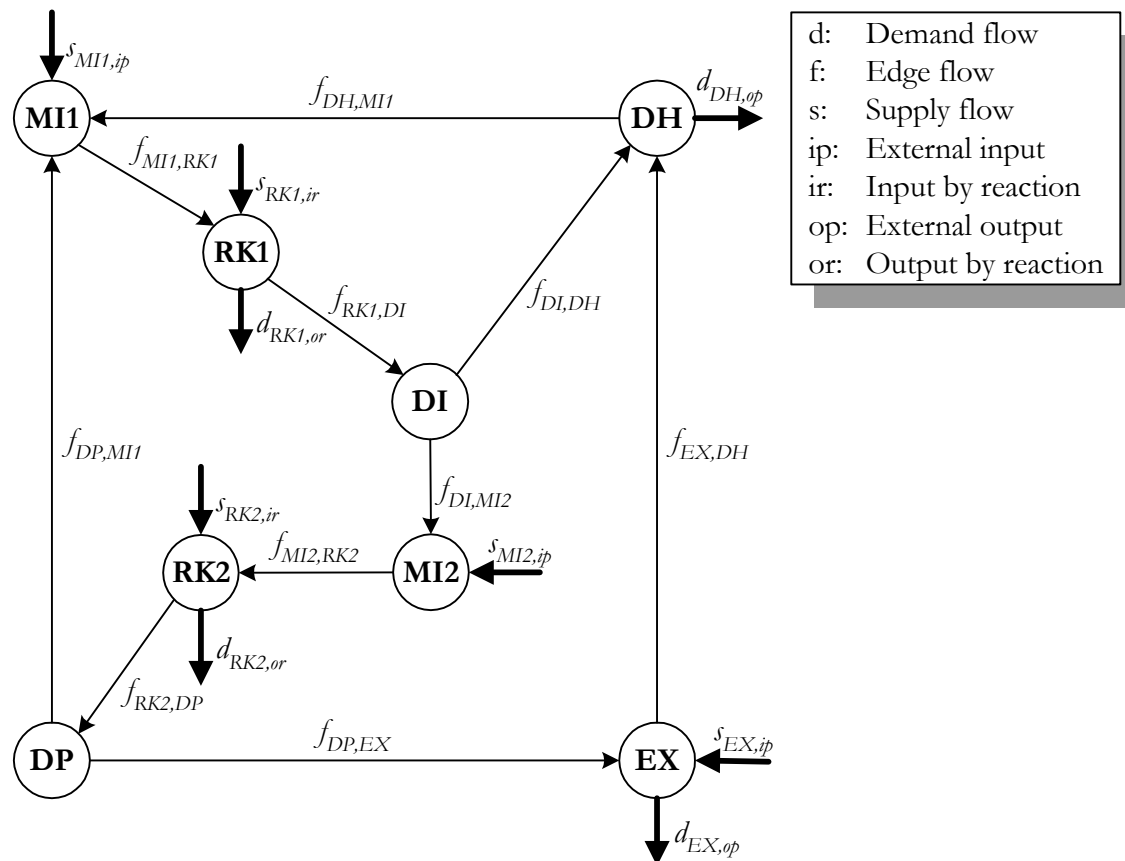 s_MI1,ip
MI1
f_DH,MI1
DH
d_DH,op
f_MI1,RK1
s_RK1,ir
RK1
f_RK1,DI
d_RK1,or
f_DI,DH
DI
f_DP,MI1
f_EX,DH
s_RK2,ir
f_DI,MI2
RK2
f_MI2,RK2
MI2
s_MI2,ip
d_RK2,or
f_RK2,DP
DP
f_DP,EX
EX
s_EX,ip
d_EX,op
d: Demand flow
f: Edge flow
s: Supply flow
ip: External input
ir: Input by reaction
op: External output
or: Output by reaction